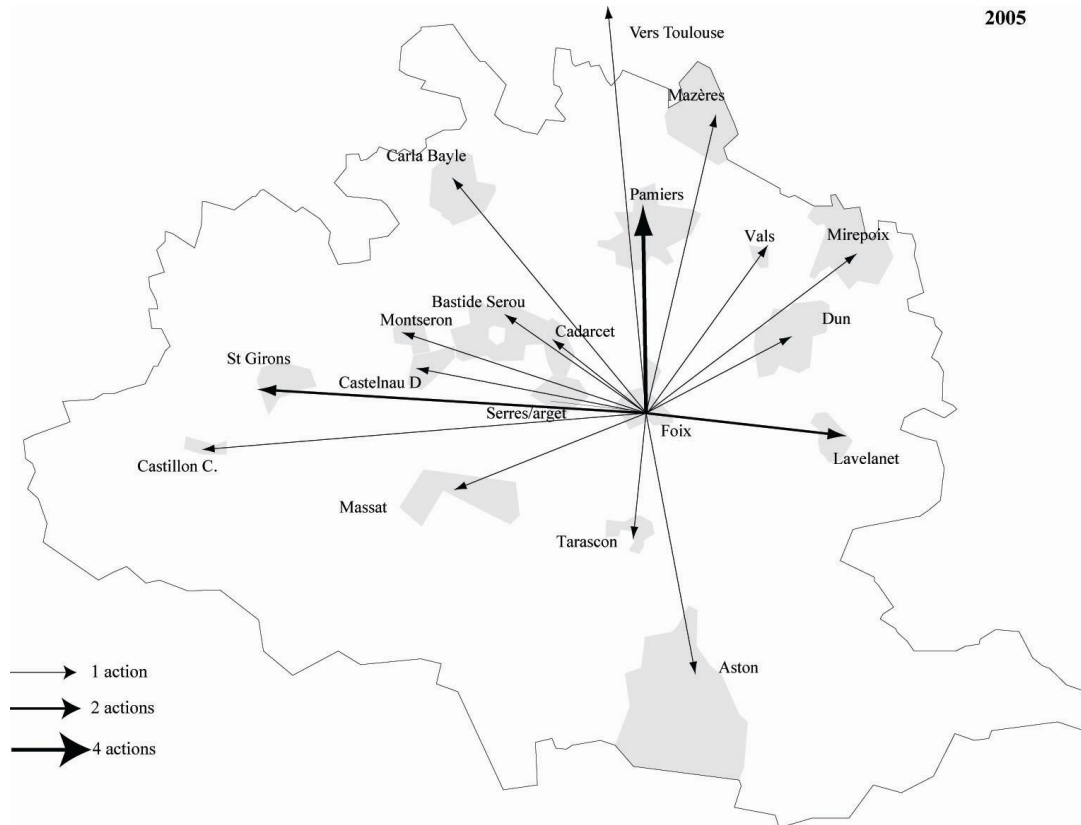 2005
Vers Toulouse
Mazères
Carla Bayle
Pamiers
Vals
Mirepoix
Bastide Serou
Montseron
Cadarcet
Dun
St Girons
Castelnau D
Serres/arget
Foix
Lavelanet
Castillon C.
Massat
Tarascon
Aston
1 action
2 actions
4 actions